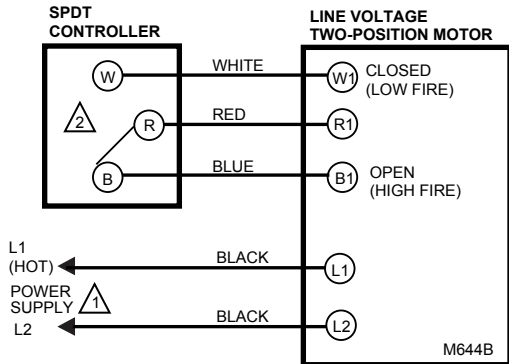 SPDT
CONTROLLER
LINE VOLTAGE
TWO-POSITION MOTOR
W
WHITE
W1
CLOSED
(LOW FIRE)
2
R
RED
R1
B
BLUE
B1
OPEN
(HIGH FIRE)
L1
(HOT)
BLACK
L1
POWER
SUPPLY
1
L2
BLACK
L2
M644B